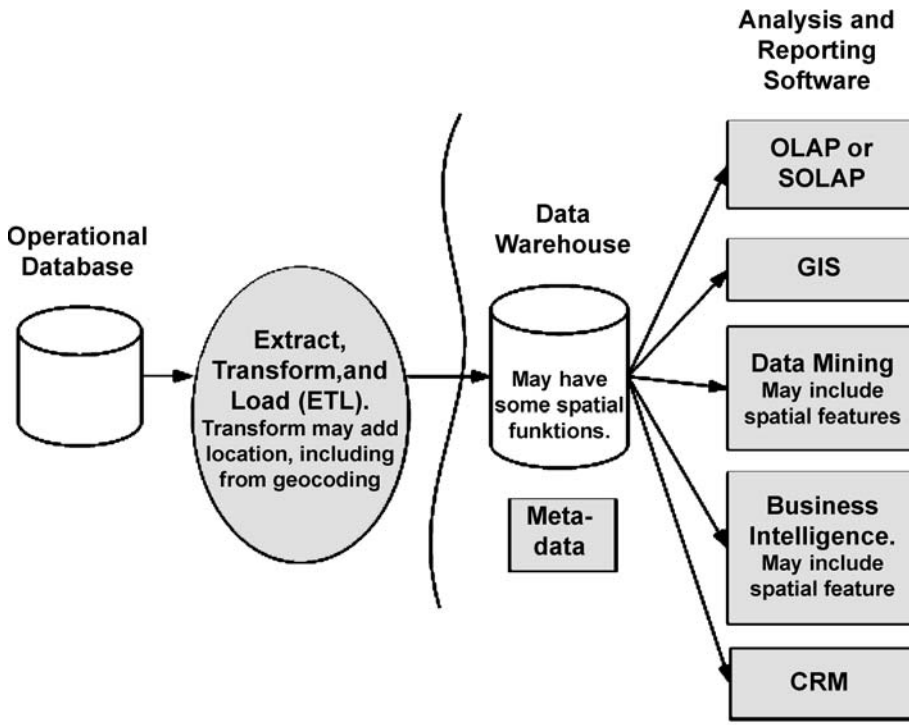 Operational
Database
Extract,
Transform,and
Load (ETL).
Transform may add
location, including
from geocoding
Data
Warehouse
May have
some spatial
funktions.
Meta-
data
Analysis and
Reporting
Software
OLAP or
SOLAP
GIS
Data Mining
May include
spatial features
Business
Intelligence.
May include
spatial feature
CRM